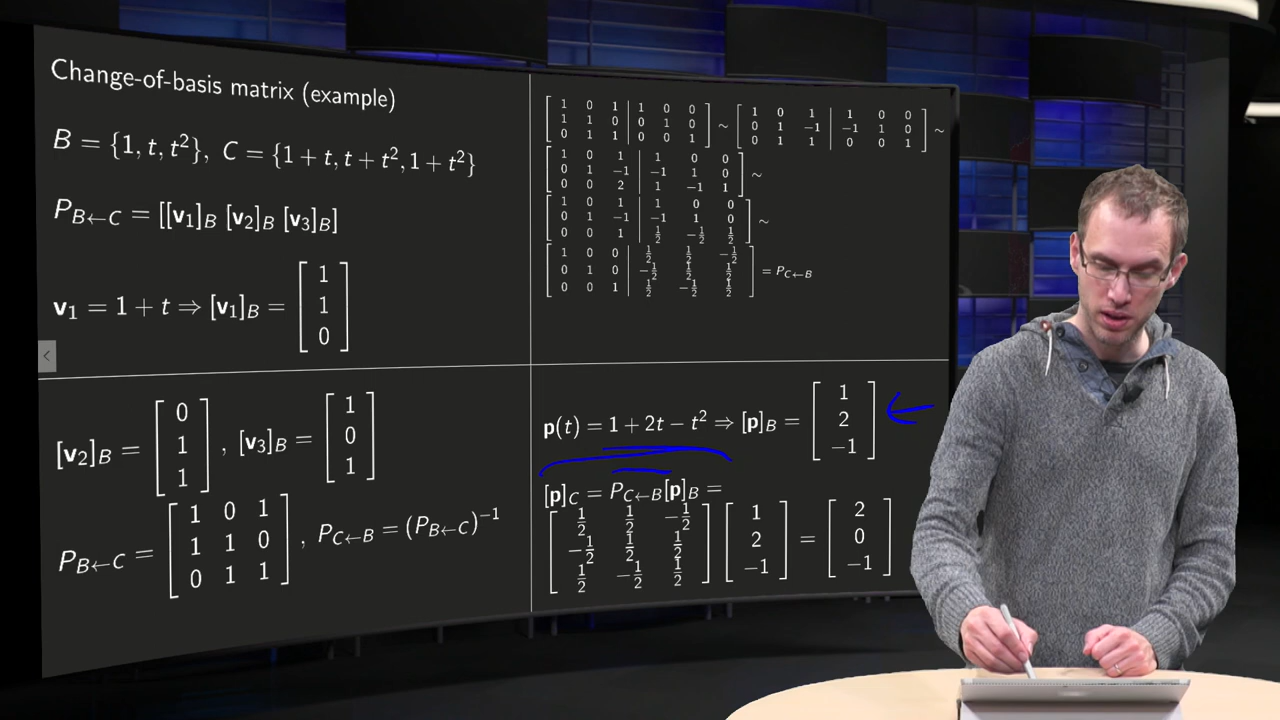 Change-of-basis matrix (example)
B = {1, t, t²}, C = {1 + t, t + t², 1 + t²}
P_{B←C} = [[v₁]_B [v₂]_B [v₃]_B]
v₁ = 1 + t ⇒ [v₁]_B = [1; 1; 0]
[v₂]_B = [0; 1; 1], [v₃]_B = [1; 0; 1]
P_{B←C} = [1 0 1; 1 1 0; 0 1 1], P_{C←B} = (P_{B←C})⁻¹
[1 0 1 | 1 0 0; 1 1 0 | 0 1 0; 0 1 1 | 0 0 1] ~ [1 0 1 | 1 0 0; 0 1 -1 | -1 1 0; 0 1 1 | 0 0 1] ~
[1 0 1 | 1 0 0; 0 1 -1 | -1 1 0; 0 0 2 | 1 -1 1] ~
[1 0 1 | 1 0 0; 0 1 -1 | -1 1 0; 0 0 1 | 1/2 -1/2 1/2] ~
[1 0 0 | 1/2 1/2 -1/2; 0 1 0 | -1/2 1/2 1/2; 0 0 1 | 1/2 -1/2 1/2] = P_{C←B}
p(t) = 1 + 2t − t² ⇒ [p]_B = [1; 2; -1]
[p]_C = P_{C←B}[p]_B =
[1/2 1/2 -1/2; -1/2 1/2 1/2; 1/2 -1/2 1/2] [1; 2; -1] = [2; 0; -1]